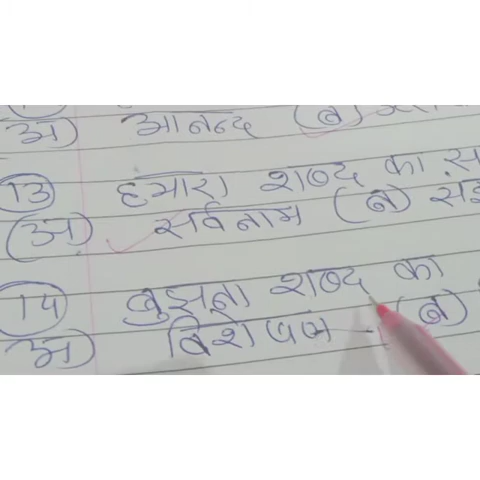 अ) आनन्द (ब)
13 हमारा शब्द का स
(अ) सर्वनाम (ब) संज्
14 बुझना शब्द का
अ) विशेषण (ब)